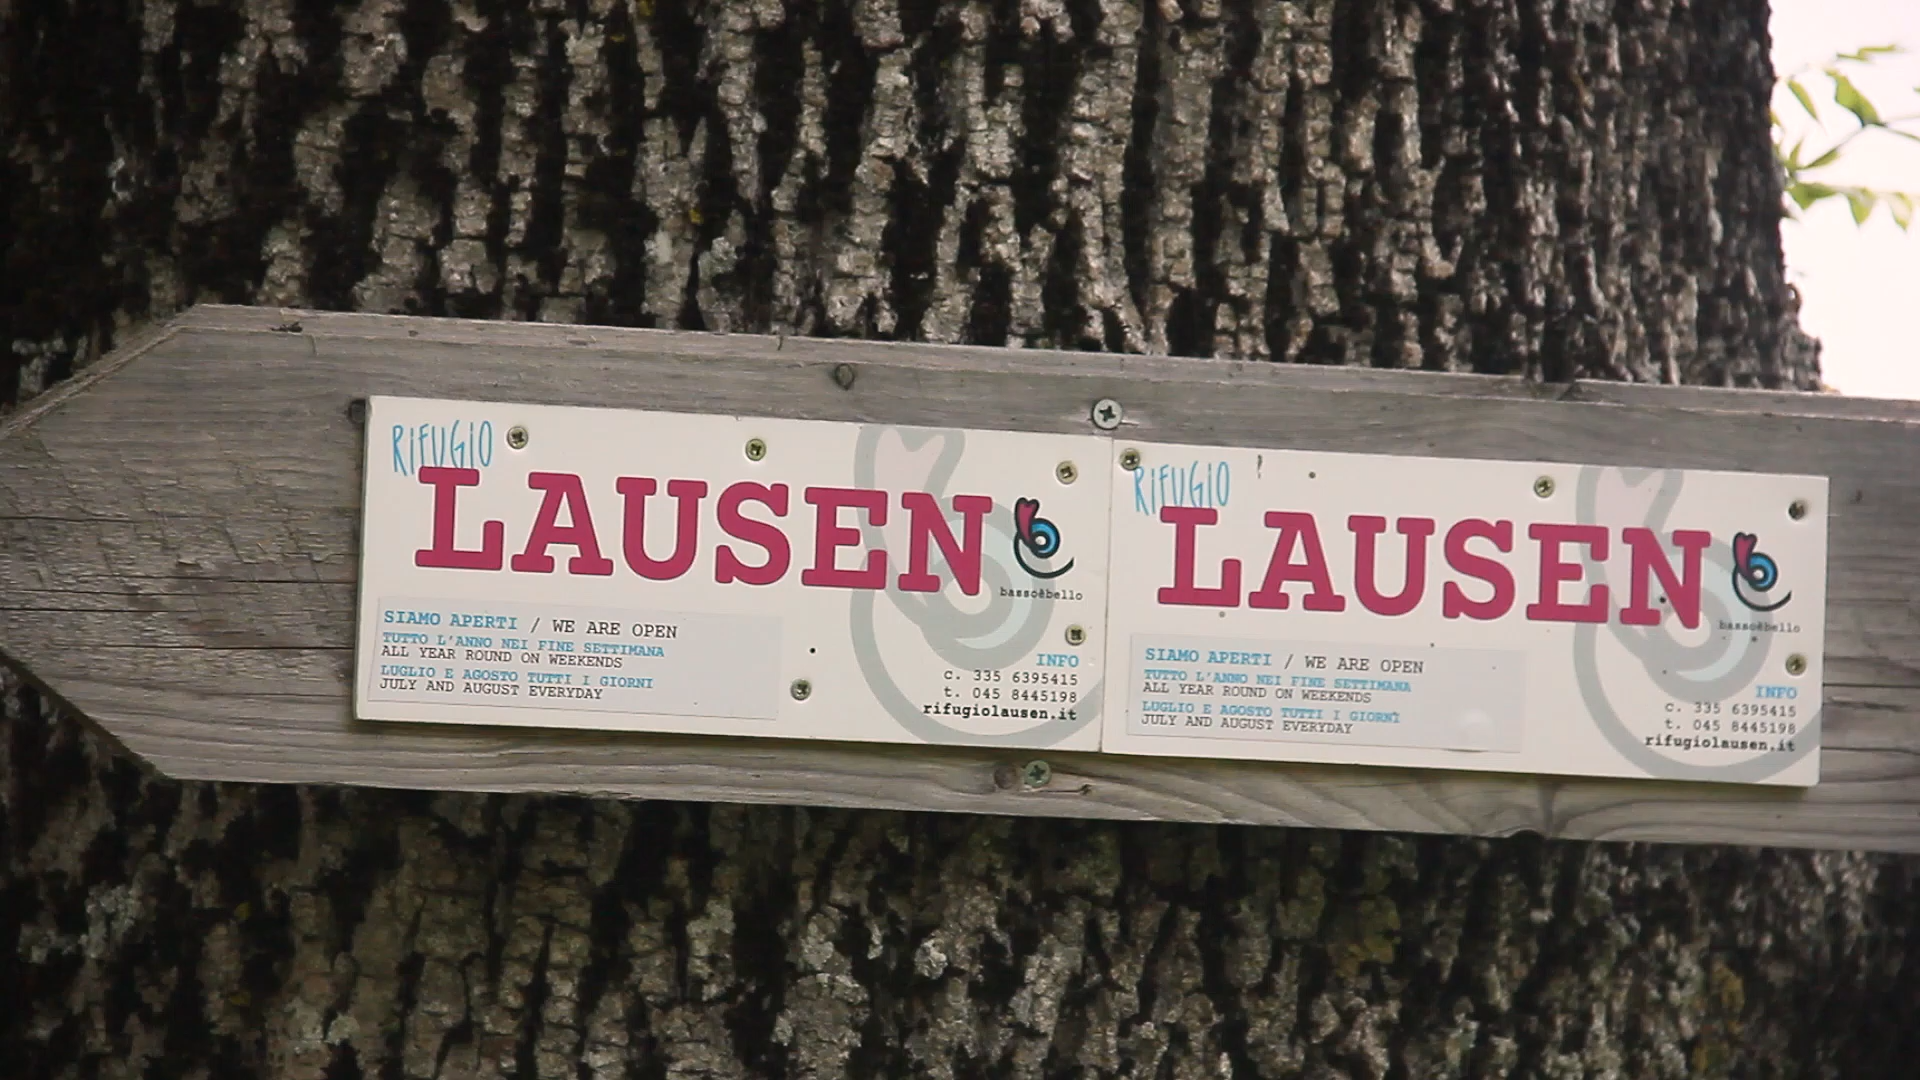 RIFUGIO
LAUSEN
bassoèbello
SIAMO APERTI / WE ARE OPEN
TUTTO L'ANNO NEI FINE SETTIMANA
ALL YEAR ROUND ON WEEKENDS
LUGLIO E AGOSTO TUTTI I GIORNI
JULY AND AUGUST EVERYDAY
INFO
c. 335 6395415
t. 045 8445198
rifugiolausen.it
RIFUGIO
LAUSEN
bassoèbello
SIAMO APERTI / WE ARE OPEN
TUTTO L'ANNO NEI FINE SETTIMANA
ALL YEAR ROUND ON WEEKENDS
LUGLIO E AGOSTO TUTTI I GIORNI
JULY AND AUGUST EVERYDAY
INFO
c. 335 6395415
t. 045 8445198
rifugiolausen.it